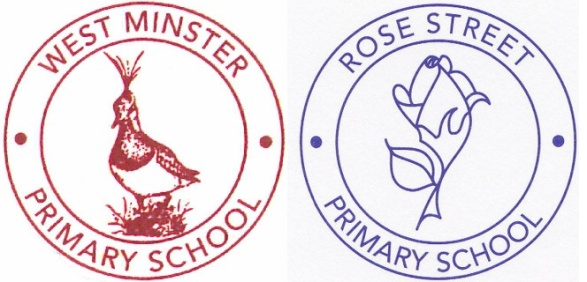 WEST MINSTER
PRIMARY SCHOOL
ROSE STREET
PRIMARY SCHOOL